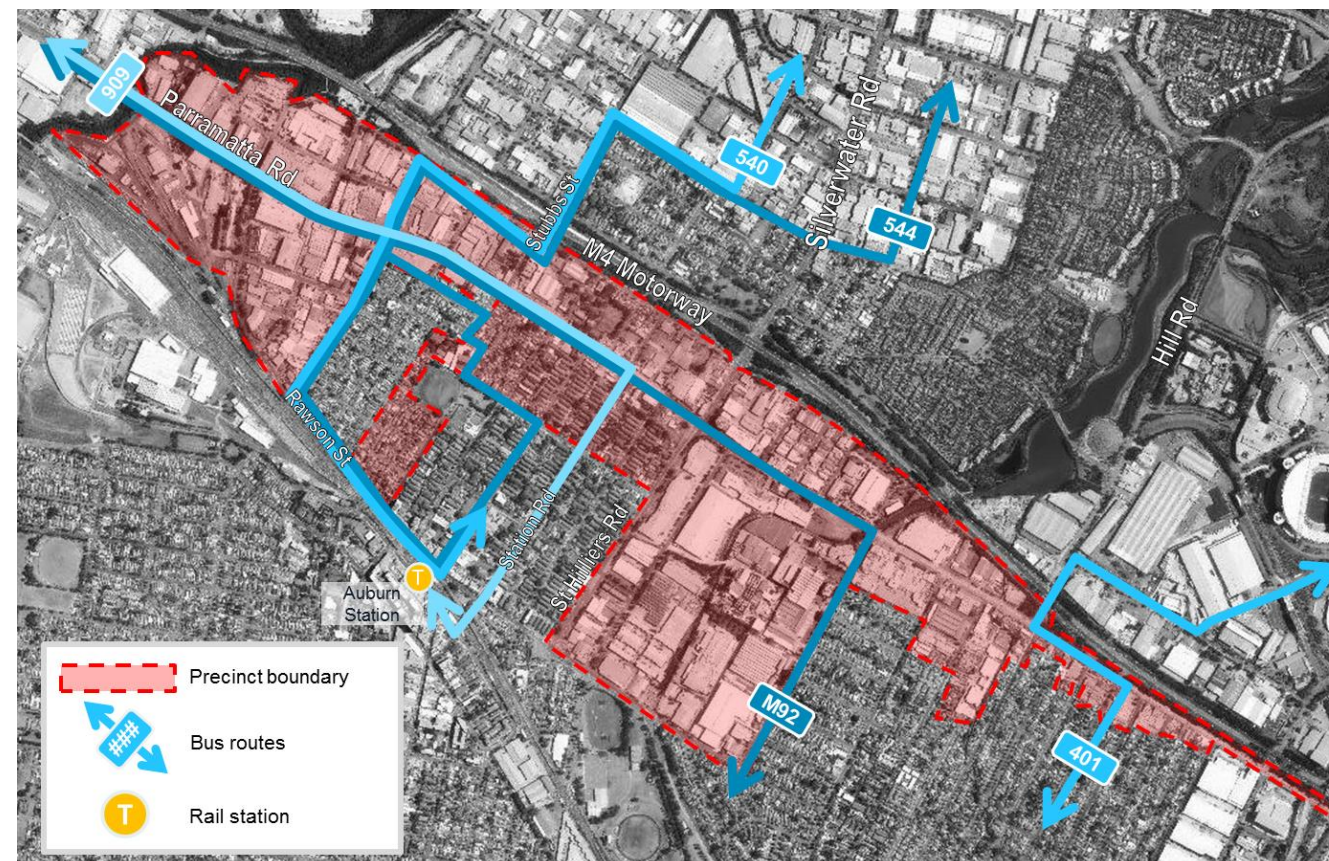 909
Parramatta Rd
Stubbs St
540
Silverwater Rd
544
M4 Motorway
Hill Rd
Rawson St
Station Rd
St Hilliers Rd
T
Auburn
Station
M92
401
Precinct boundary
###
Bus routes
T
Rail station